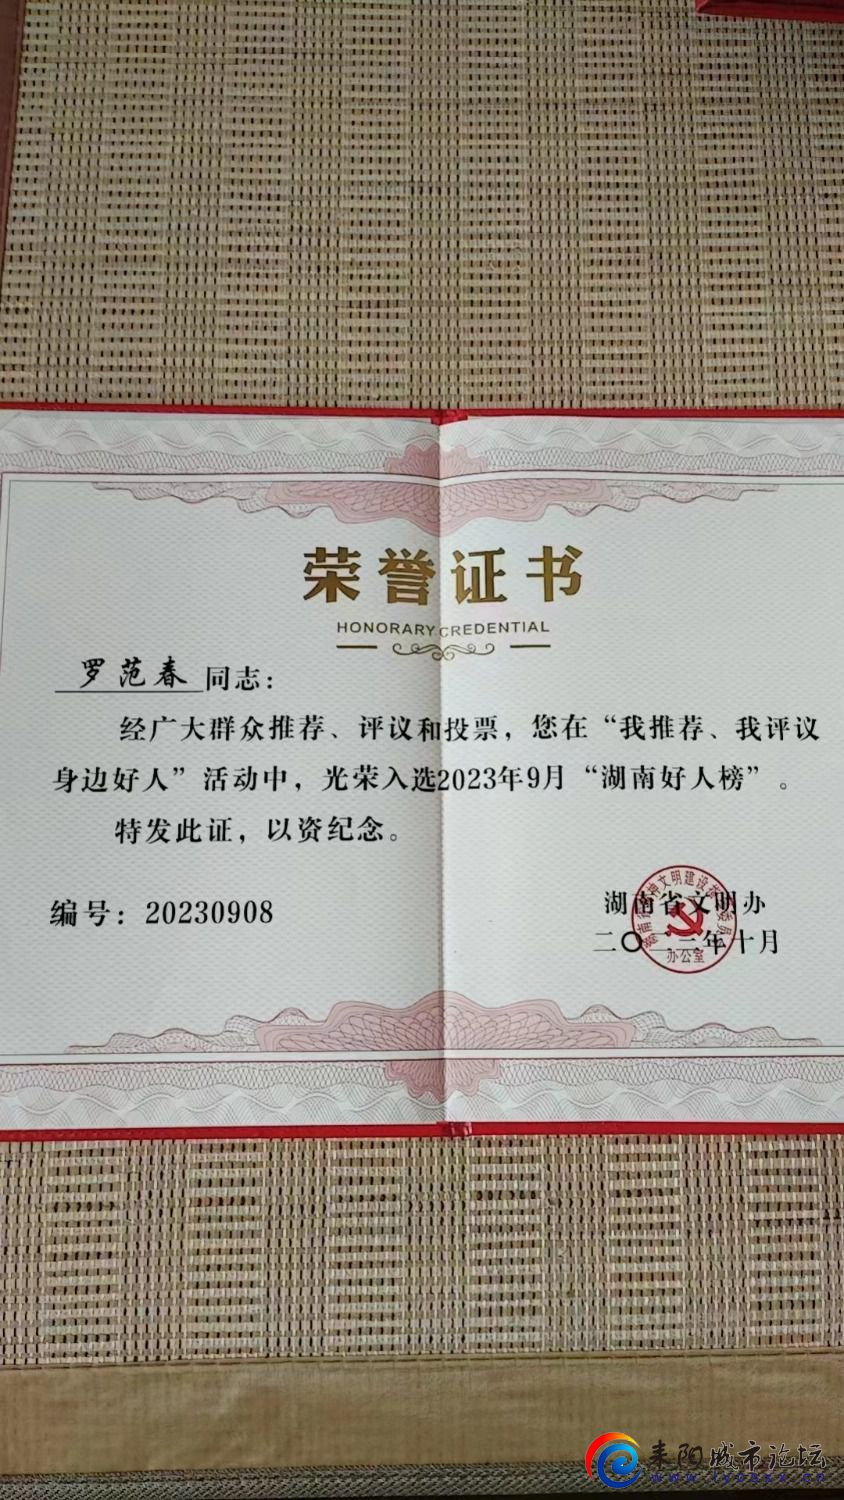 荣誉证书
HONORARY CREDENTIAL
罗范春同志：
经广大群众推荐、评议和投票，您在“我推荐、我评议
身边好人”活动中，光荣入选2023年9月“湖南好人榜”。
特发此证，以资纪念。
编号：20230908
湖南省文明办
二〇二三年十月
办公室
耒阳城市论坛